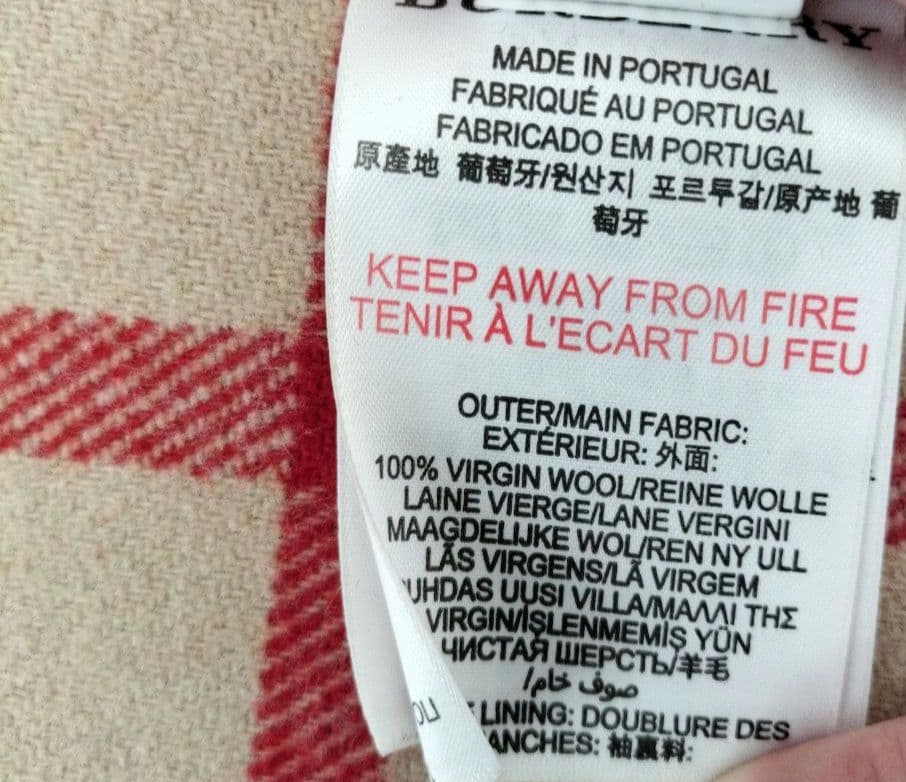 BURBERRY
MADE IN PORTUGAL
FABRIQUÉ AU PORTUGAL
FABRICADO EM PORTUGAL
原產地 葡萄牙/원산지 포르투갈/原产地 葡
萄牙
KEEP AWAY FROM FIRE
TENIR À L'ECART DU FEU
OUTER/MAIN FABRIC:
EXTÉRIEUR: 外面:
100% VIRGIN WOOL/REINE WOLLE
LAINE VIERGE/LANE VERGINI
MAAGDELIJKE WOL/REN NY ULL
LÃS VIRGENS/LÃ VIRGEM
UHDAS UUSI VILLA/ΜΑΛΛΙ ΤΗΣ
VIRGIN/İŞLENMEMİŞ YÜN
ЧИСТАЯ ШЕРСТЬ/羊毛
صوف خام/
LINING: DOUBLURE DES
ANCHES: 袖裏料: